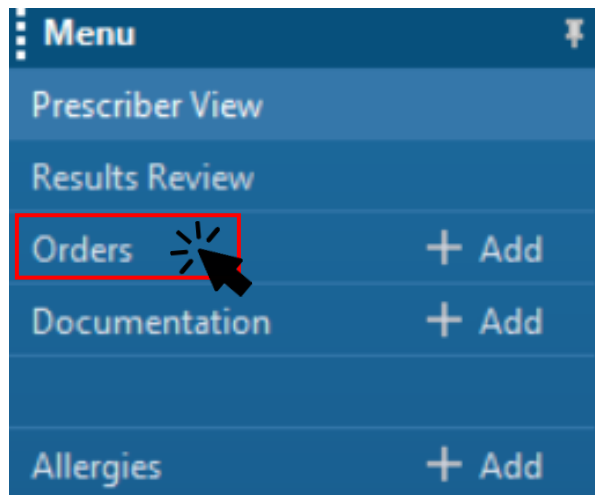 Menu
Prescriber View
Results Review
Orders + Add
Documentation + Add
Allergies + Add